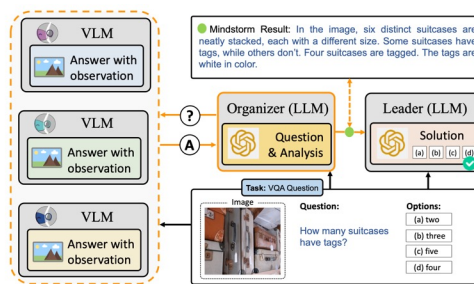 VLM
Answer with
observation
VLM
Answer with
observation
VLM
Answer with
observation
Mindstorm Result: In the image, six distinct suitcases are
neatly stacked, each with a different size. Some suitcases have
tags, while others don't. Four suitcases are tagged. The tags are
white in color.
?
A
Organizer (LLM)
Question
& Analysis
Leader (LLM)
Solution
(a) (b) (c) (d)
Task: VQA Question
Image
Question:
How many suitcases
have tags?
Options:
(a) two
(b) three
(c) five
(d) four